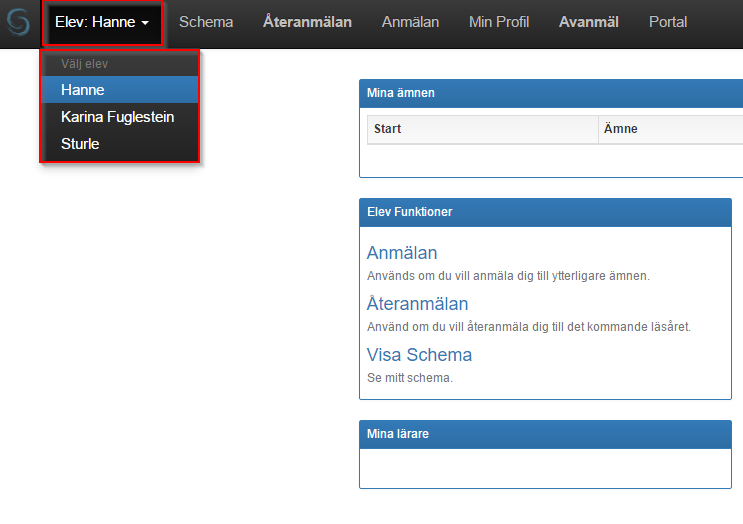 Elev: Hanne Schema Återanmälan Anmälan Min Profil Avanmäl Portal
Välj elev
Hanne
Karina Fuglestein
Sturle
Mina ämnen
Start Ämne
Elev Funktioner
Anmälan
Används om du vill anmäla dig till ytterligare ämnen.
Återanmälan
Använd om du vill återanmäla dig till det kommande läsåret.
Visa Schema
Se mitt schema.
Mina lärare